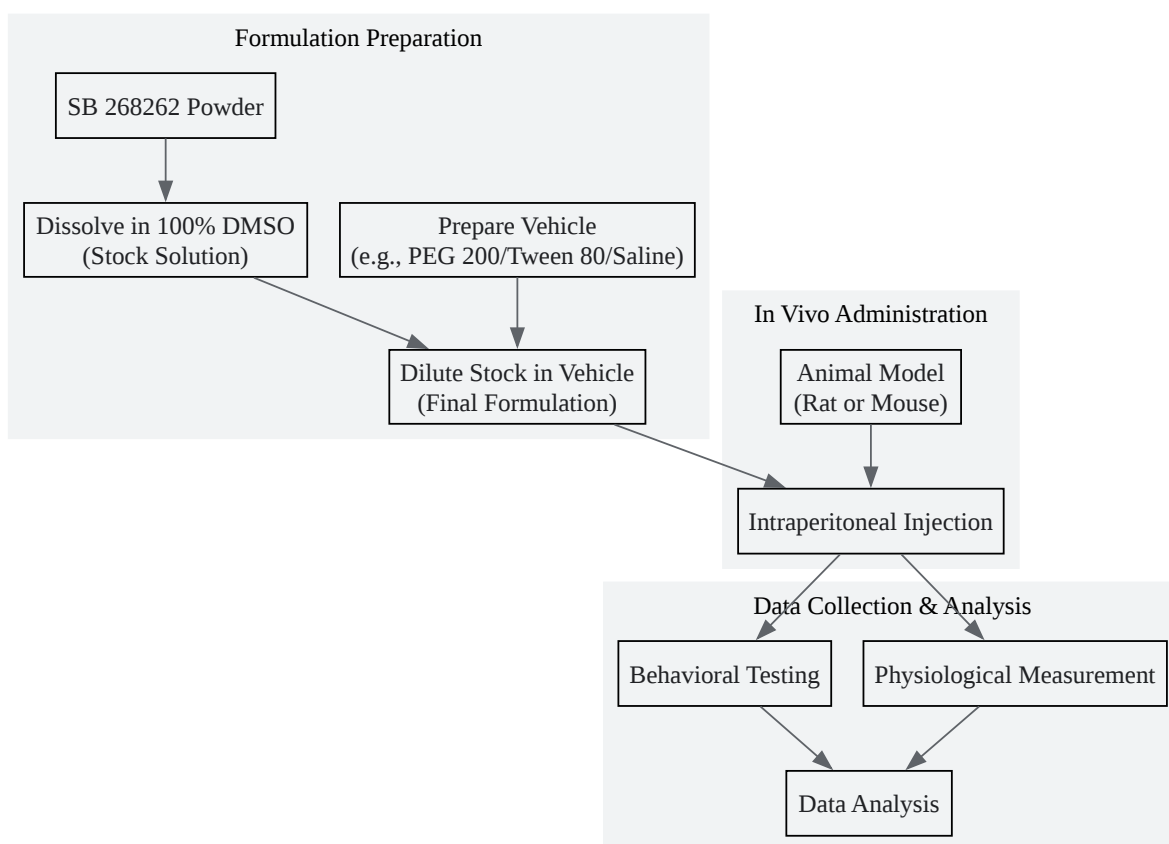 Formulation Preparation
SB 268262 Powder
Dissolve in 100% DMSO
(Stock Solution)
Prepare Vehicle
(e.g., PEG 200/Tween 80/Saline)
Dilute Stock in Vehicle
(Final Formulation)
In Vivo Administration
Animal Model
(Rat or Mouse)
Intraperitoneal Injection
Data Collection & Analysis
Behavioral Testing
Physiological Measurement
Data Analysis